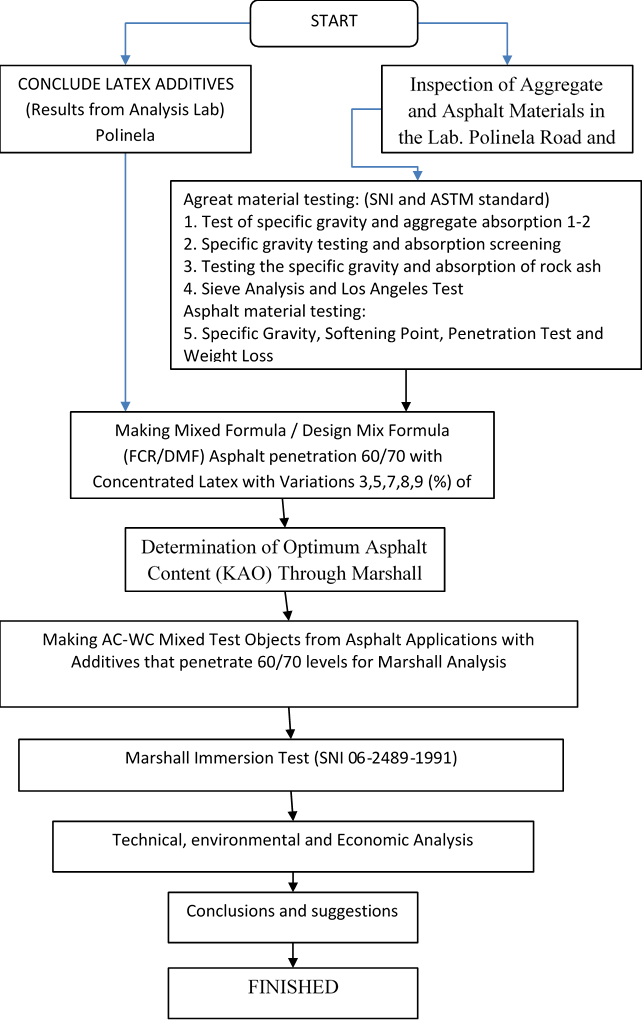 START
CONCLUDE LATEX ADDITIVES
(Results from Analysis Lab)
Polinela
Inspection of Aggregate
and Asphalt Materials in
the Lab. Polinela Road and
Agreat material testing: (SNI and ASTM standard)
1. Test of specific gravity and aggregate absorption 1-2
2. Specific gravity testing and absorption screening
3. Testing the specific gravity and absorption of rock ash
4. Sieve Analysis and Los Angeles Test
Asphalt material testing:
5. Specific Gravity, Softening Point, Penetration Test and
Weight Loss
Making Mixed Formula / Design Mix Formula
(FCR/DMF) Asphalt penetration 60/70 with
Concentrated Latex with Variations 3,5,7,8,9 (%) of
Determination of Optimum Asphalt
Content (KAO) Through Marshall
Making AC-WC Mixed Test Objects from Asphalt Applications with
Additives that penetrate 60/70 levels for Marshall Analysis
Marshall Immersion Test (SNI 06-2489-1991)
Technical, environmental and Economic Analysis
Conclusions and suggestions
FINISHED